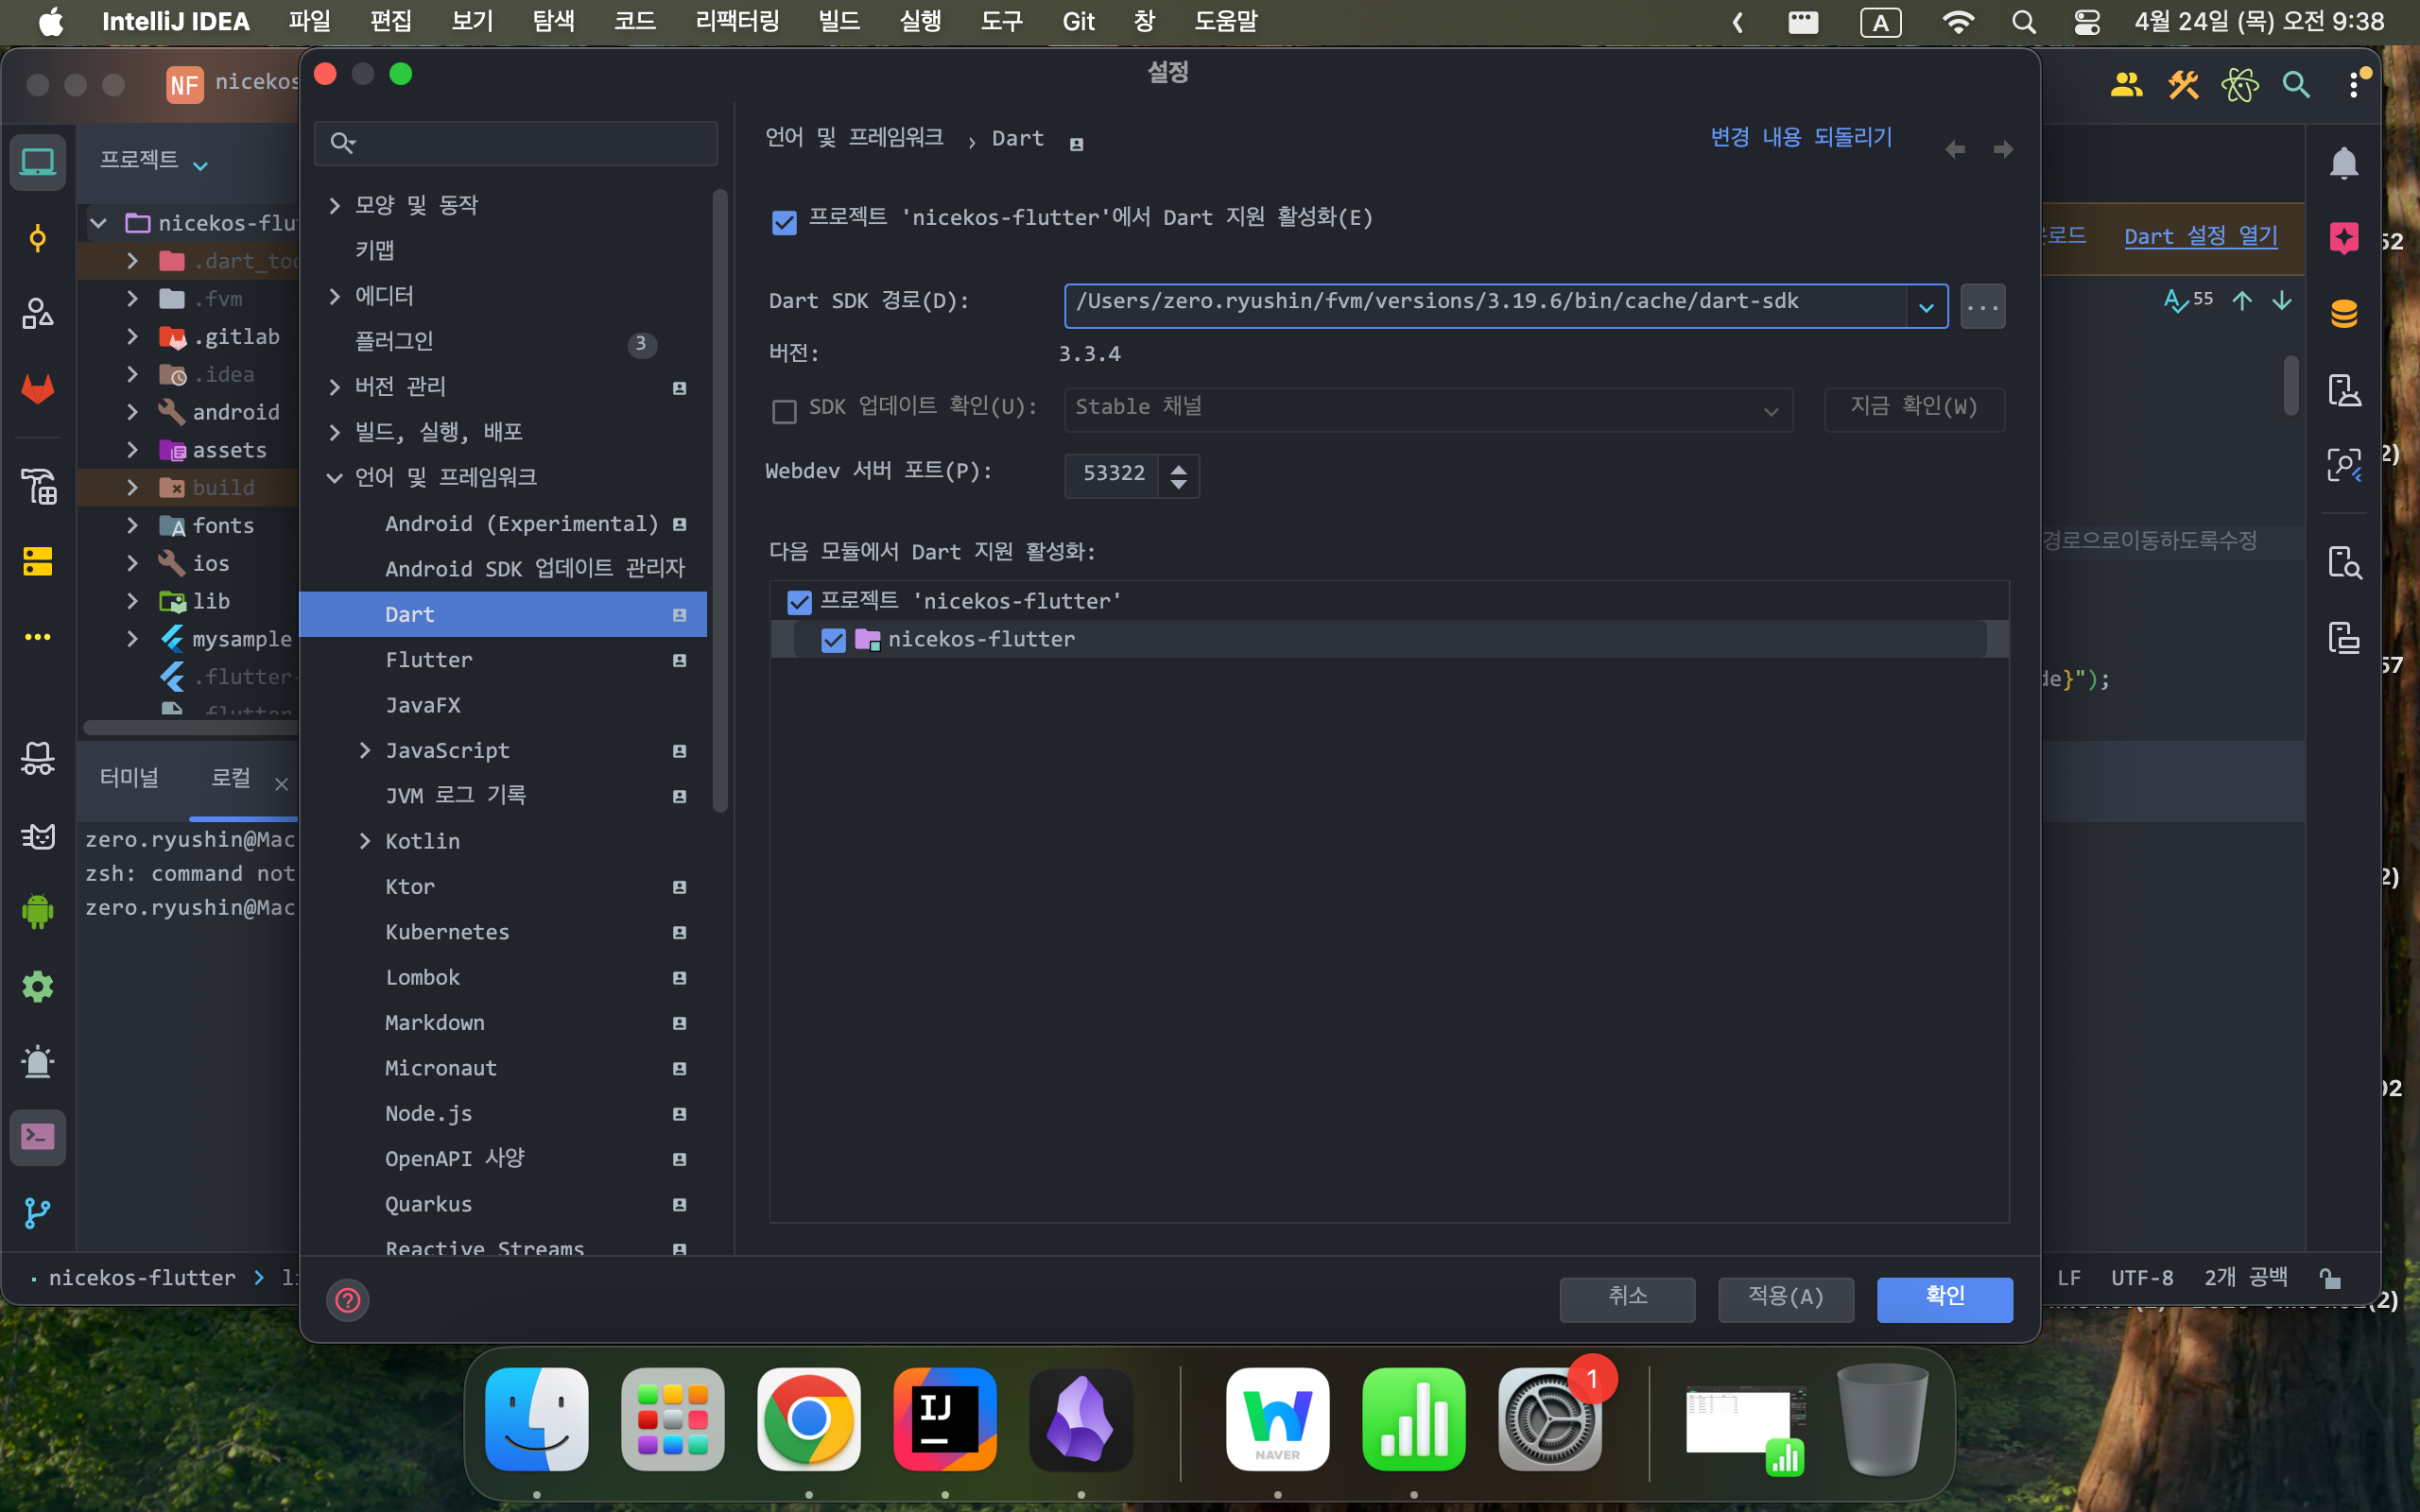 IntelliJ IDEA 파일 편집 보기 탐색 코드 리팩터링 빌드 실행 도구 Git 창 도움말 A 4월 24일 (목) 오전 9:38
NF nicekos
설정
프로젝트
nicekos-flu
.dart_too
.fvm
.gitlab
.idea
android
assets
build
fonts
ios
lib
mysample
.flutter-
터미널 로컬
zero.ryushin@Mac
zsh: command not
zero.ryushin@Mac
모양 및 동작
키맵
에디터
플러그인 3
버전 관리
빌드, 실행, 배포
언어 및 프레임워크
Android (Experimental)
Android SDK 업데이트 관리자
Dart
Flutter
JavaFX
JavaScript
JVM 로그 기록
Kotlin
Ktor
Kubernetes
Lombok
Markdown
Micronaut
Node.js
OpenAPI 사양
Quarkus
Reactive Streams
언어 및 프레임워크 › Dart
변경 내용 되돌리기
프로젝트 'nicekos-flutter'에서 Dart 지원 활성화(E)
Dart SDK 경로(D): /Users/zero.ryushin/fvm/versions/3.19.6/bin/cache/dart-sdk ...
버전: 3.3.4
SDK 업데이트 확인(U): Stable 채널 지금 확인(W)
Webdev 서버 포트(P): 53322
다음 모듈에서 Dart 지원 활성화:
프로젝트 'nicekos-flutter'
nicekos-flutter
취소 적용(A) 확인
로드 Dart 설정 열기
55
경로으로이동하도록수정
de}");
52
2)
57
2)
02
nicekos-flutter › li
LF UTF-8 2개 공백
IJ
NAVER
1